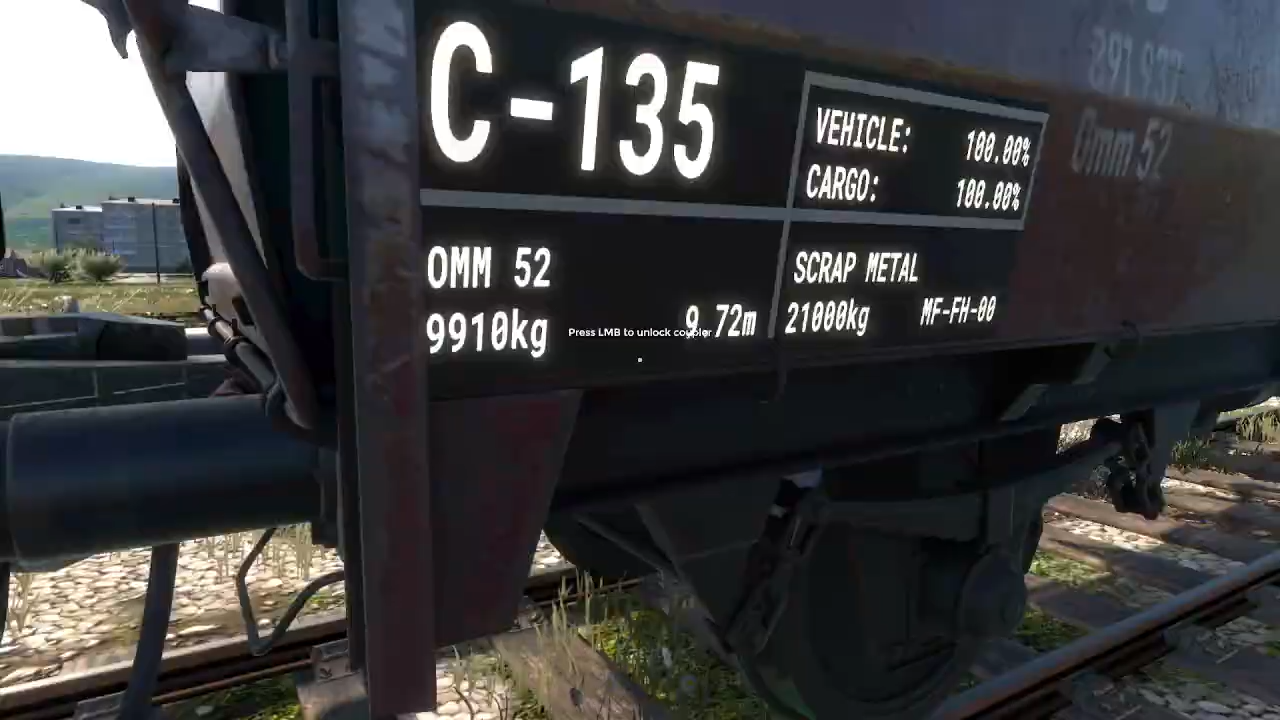 C-135
VEHICLE: 100.00%
CARGO: 100.00%
OMM 52
9910kg 9.72m
SCRAP METAL
21000kg MF-FH-00
Press LMB to unlock coupler
Omm 52